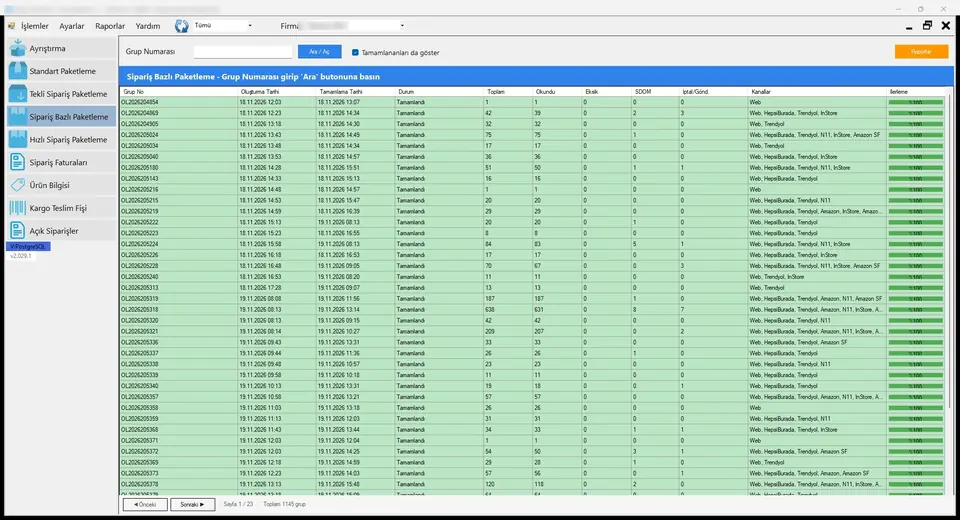 İşlemler Ayarlar Raporlar Yardım Tümü Firma
Ayrıştırma
Standart Paketleme
Tekli Sipariş Paketleme
Sipariş Bazlı Paketleme
Hızlı Sipariş Paketleme
Sipariş Faturaları
Ürün Bilgisi
Kargo Teslim Fişi
Açık Siparişler
V:PostgreSQL
v2.029.1
Grup Numarası Ara / Aç Tamamlananları da göster Raporlar
Sipariş Bazlı Paketleme - Grup Numarası girip 'Ara' butonuna basın
Grup No Oluşturma Tarihi Tamamlama Tarihi Durum Toplam Okundu Eksik SDOM İptal/Gönd. Kanallar İlerleme
OL2026204854 18.11.2026 12:03 18.11.2026 13:07 Tamamlandı 1 1 0 0 0 Web
OL2026204869 18.11.2026 12:23 18.11.2026 14:34 Tamamlandı 42 39 0 2 3 Web, HepsiBurada, Trendyol, InStore
OL2026204905 18.11.2026 13:18 18.11.2026 14:30 Tamamlandı 32 32 0 0 0 Web, Trendyol
OL2026205024 18.11.2026 13:43 18.11.2026 14:49 Tamamlandı 75 75 0 1 0 Web, HepsiBurada, Trendyol, N11, InStore, Amazon SF
OL2026205034 18.11.2026 13:48 18.11.2026 14:34 Tamamlandı 17 17 0 0 0 Web, Trendyol
OL2026205040 18.11.2026 13:53 18.11.2026 14:57 Tamamlandı 36 36 0 0 0 Web, HepsiBurada, Trendyol, InStore
OL2026205180 18.11.2026 14:28 18.11.2026 15:51 Tamamlandı 51 50 0 1 1 Web, HepsiBurada, Trendyol, N11, InStore
OL2026205143 18.11.2026 14:33 18.11.2026 15:13 Tamamlandı 16 16 0 0 0 Web, HepsiBurada, Trendyol
OL2026205216 18.11.2026 14:48 18.11.2026 14:57 Tamamlandı 1 1 0 0 0 Web
OL2026205215 18.11.2026 14:53 18.11.2026 15:47 Tamamlandı 20 20 0 0 0 Web, HepsiBurada, Trendyol, N11
OL2026205219 18.11.2026 14:59 18.11.2026 16:39 Tamamlandı 29 29 0 0 0 Web, HepsiBurada, Trendyol, Amazon, InStore, Amazon...
OL2026205222 18.11.2026 15:13 19.11.2026 08:13 Tamamlandı 20 20 0 1 0 Web, HepsiBurada, Trendyol
OL2026205223 18.11.2026 15:23 18.11.2026 16:55 Tamamlandı 8 8 0 0 0 Web, HepsiBurada, Trendyol
OL2026205224 18.11.2026 15:58 19.11.2026 08:13 Tamamlandı 84 83 0 5 1 Web, HepsiBurada, Trendyol, N11, InStore
OL2026205226 18.11.2026 16:18 18.11.2026 16:53 Tamamlandı 17 17 0 0 0 Web, HepsiBurada, Trendyol
OL2026205228 18.11.2026 16:48 19.11.2026 09:05 Tamamlandı 70 67 0 0 3 Web, HepsiBurada, Trendyol, N11, InStore, Amazon SF
OL2026205240 18.11.2026 16:53 19.11.2026 08:20 Tamamlandı 11 11 0 0 0 Web, Trendyol, InStore
OL2026205313 18.11.2026 17:28 19.11.2026 09:07 Tamamlandı 13 13 0 0 0 Web, Trendyol
OL2026205319 19.11.2026 08:08 19.11.2026 11:56 Tamamlandı 187 187 0 1 0 Web, HepsiBurada, Trendyol, Amazon, N11, Amazon SF
OL2026205318 19.11.2026 08:13 19.11.2026 13:14 Tamamlandı 638 631 0 8 7 Web, HepsiBurada, Trendyol, Amazon, N11, InStore, A...
OL2026205320 19.11.2026 08:13 19.11.2026 09:15 Tamamlandı 42 42 0 0 0 Web, HepsiBurada, Trendyol, N11
OL2026205321 19.11.2026 08:14 19.11.2026 10:27 Tamamlandı 209 207 0 0 2 Web, HepsiBurada, Trendyol, Amazon, N11, InStore, A...
OL2026205336 19.11.2026 09:43 19.11.2026 13:31 Tamamlandı 33 33 0 0 0 Web, HepsiBurada, Trendyol, Amazon SF
OL2026205337 19.11.2026 09:44 19.11.2026 11:36 Tamamlandı 26 26 0 1 0 Web, HepsiBurada, Trendyol
OL2026205338 19.11.2026 09:48 19.11.2026 10:57 Tamamlandı 23 23 0 0 0 Web, HepsiBurada, Trendyol, N11
OL2026205339 19.11.2026 09:58 19.11.2026 10:18 Tamamlandı 11 11 0 0 0 Web, HepsiBurada, Trendyol
OL2026205340 19.11.2026 10:13 19.11.2026 13:31 Tamamlandı 19 18 0 0 1 Web, HepsiBurada, Trendyol
OL2026205357 19.11.2026 10:58 19.11.2026 13:21 Tamamlandı 57 57 0 0 0 Web, HepsiBurada, Trendyol, Amazon, N11, InStore, A...
OL2026205358 19.11.2026 11:03 19.11.2026 13:18 Tamamlandı 26 26 0 0 0 Web
OL2026205359 19.11.2026 11:13 19.11.2026 12:03 Tamamlandı 31 31 0 0 0 Web, HepsiBurada, Trendyol, N11
OL2026205368 19.11.2026 11:43 19.11.2026 13:44 Tamamlandı 34 33 0 1 1 Web, HepsiBurada, Trendyol, InStore
OL2026205371 19.11.2026 12:03 19.11.2026 12:04 Tamamlandı 1 1 0 0 0 Web
OL2026205372 19.11.2026 12:03 19.11.2026 14:25 Tamamlandı 54 50 0 3 1 Web, HepsiBurada, Trendyol, Amazon SF
OL2026205369 19.11.2026 12:18 19.11.2026 14:59 Tamamlandı 29 28 0 1 0 Web, Trendyol
OL2026205373 19.11.2026 12:23 19.11.2026 14:03 Tamamlandı 57 56 0 0 1 Web, HepsiBurada, Trendyol, Amazon, Amazon SF
OL2026205378 19.11.2026 13:13 19.11.2026 15:48 Tamamlandı 120 118 0 2 0 Web, HepsiBurada, Trendyol, N11, InStore
◄ Önceki Sonraki ► Sayfa 1 / 23 Toplam 1145 grup